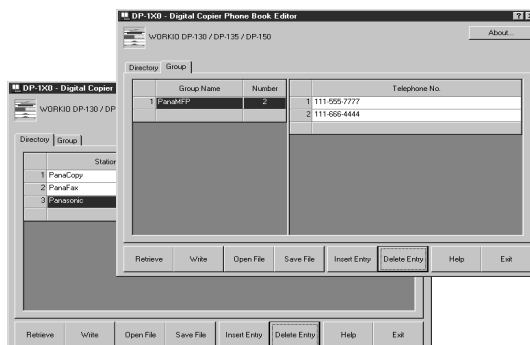 DP-1X0 - Digital Copier Phone Book Editor
WORKIO DP-130 / DP-135 / DP-150
About...
Directory Group
Group Name Number
1 PanaMFP 2
Telephone No.
1 111-555-7777
2 111-666-4444
Retrieve Write Open File Save File Insert Entry Delete Entry Help Exit
DP-1X0 - Digital Copier
WORKIO DP-130 / DP
Directory Group
Station
1 PanaCopy
2 PanaFax
3 Panasonic
Retrieve Write Open File Save File Insert Entry Delete Entry Help Exit